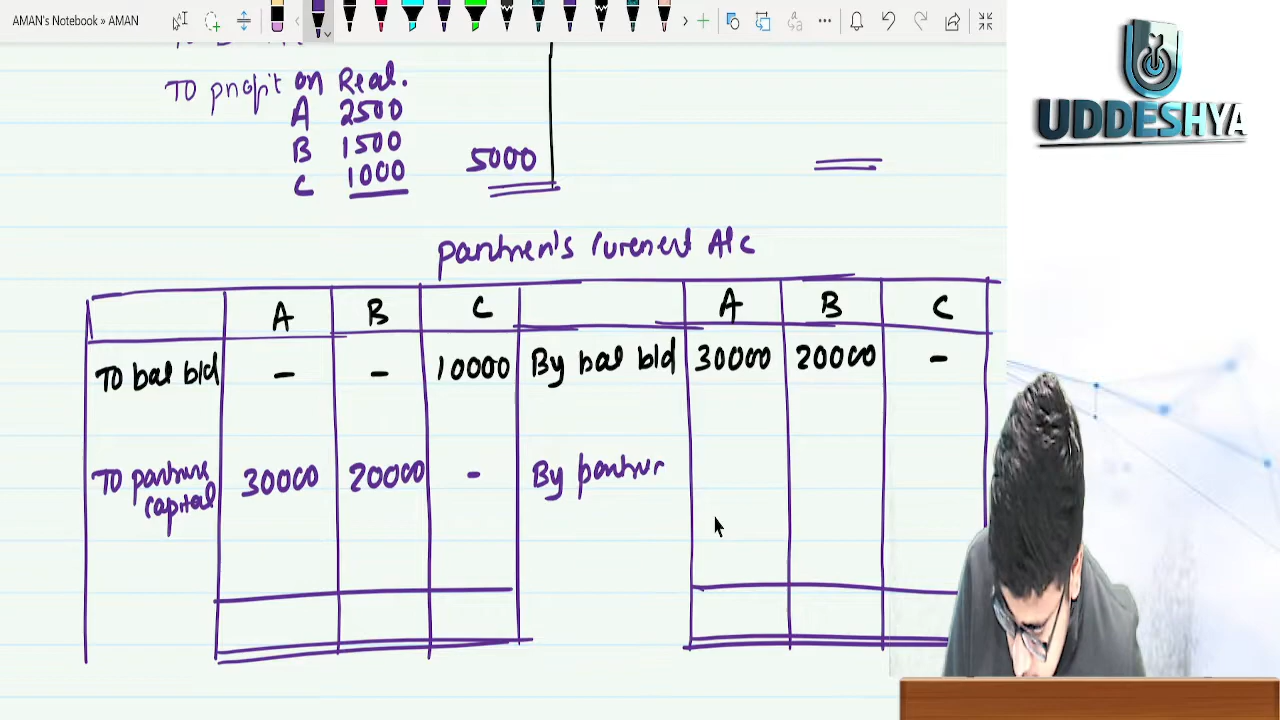 AMAN's Notebook » AMAN
UDDESHYA
To profit on Real.
A 2500
B 1500
C 1000 5000
Partner's Current A/c
A B C A B C
To bal b/d - - 10000 By bal b/d 30000 20000 -
To partners 30000 20000 - By partner
capital